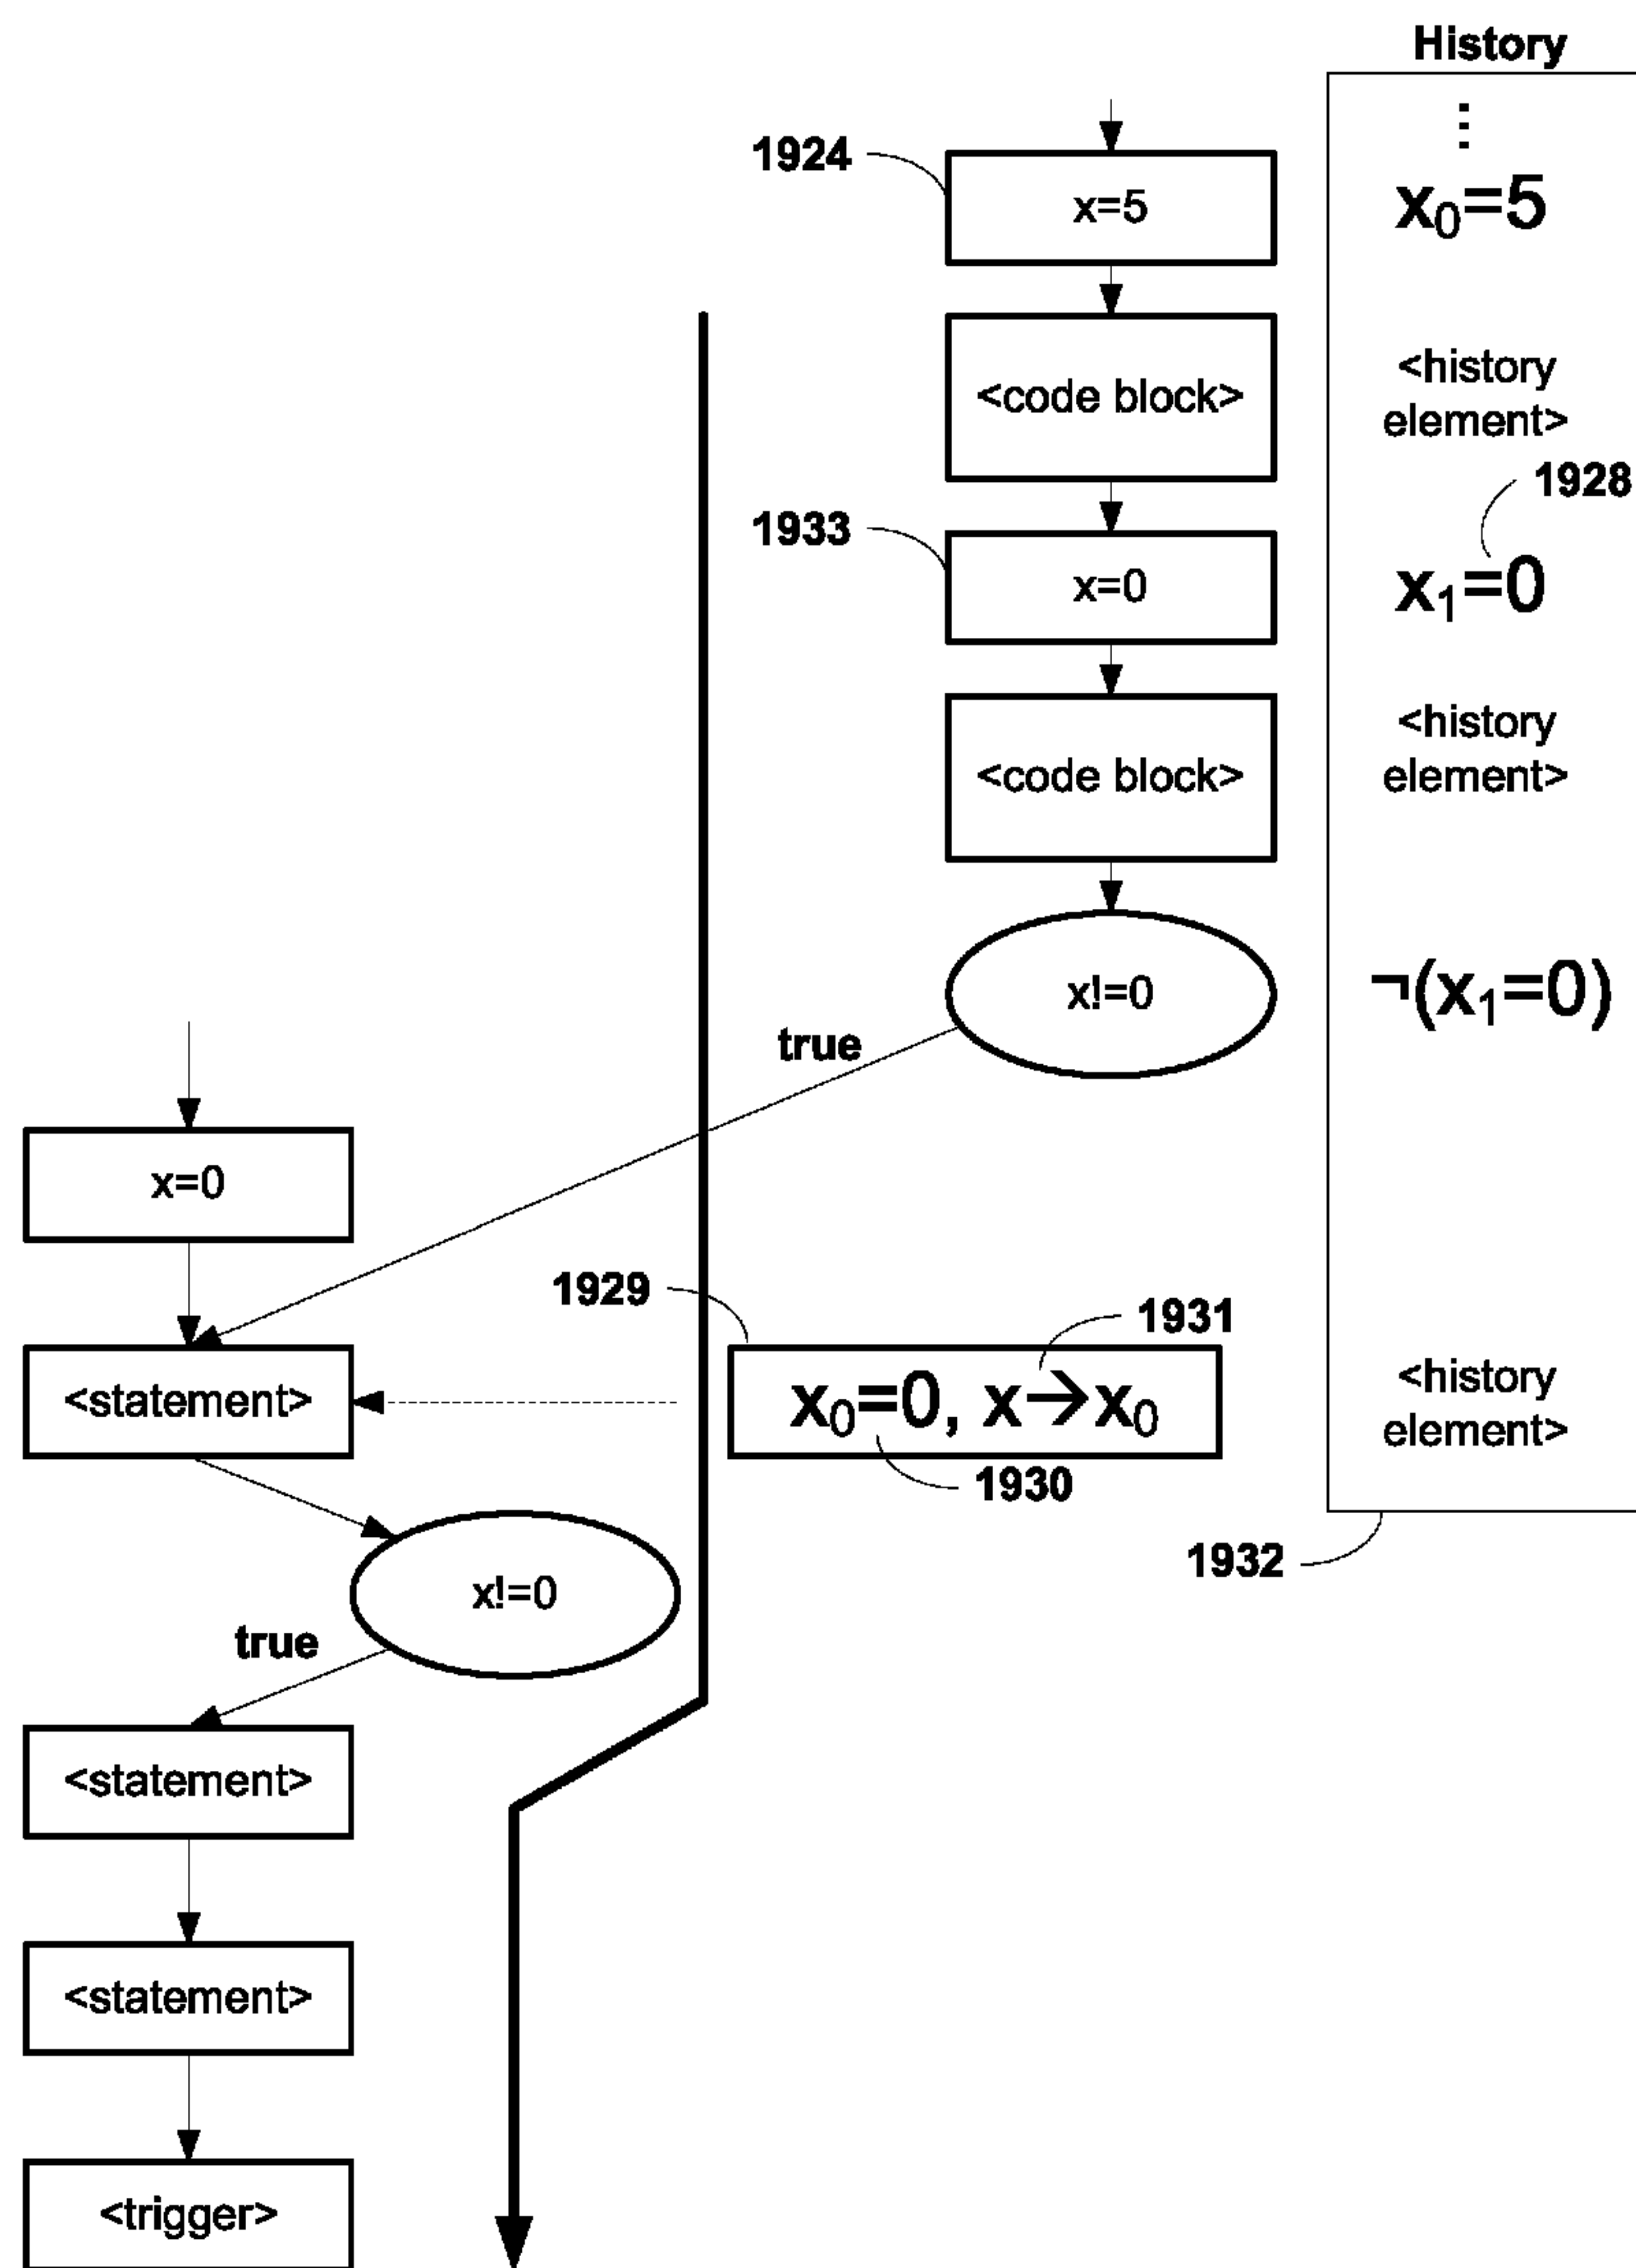 History
⋮
1924
x=5
x₀=5
<code block>
<history
element>
1928
1933
x=0
x₁=0
<code block>
<history
element>
x!=0
¬(x₁=0)
true
x=0
1929
1931
<statement>
x₀=0, x→x₀
<history
element>
1930
1932
x!=0
true
<statement>
<statement>
<trigger>